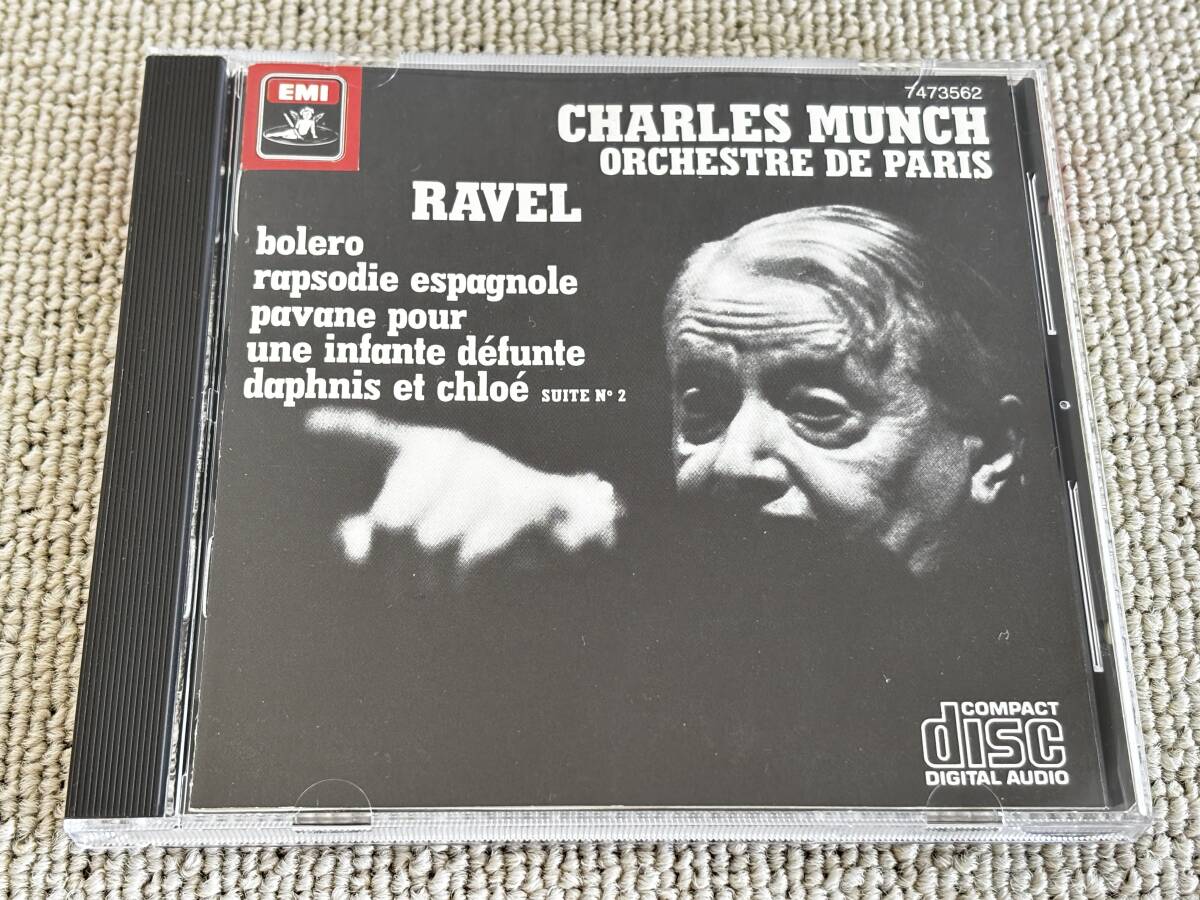 EMI
7473562
CHARLES MUNCH
ORCHESTRE DE PARIS
RAVEL
bolero
rapsodie espagnole
pavane pour
une infante défunte
daphnis et chloé SUITE Nº 2
COMPACT
disc
DIGITAL AUDIO